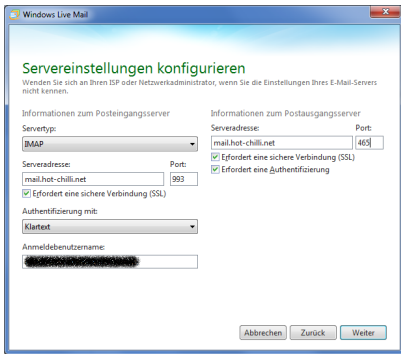 Windows Live Mail
Servereinstellungen konfigurieren
Wenden Sie sich an Ihren ISP oder Netzwerkadministrator, wenn Sie die Einstellungen Ihres E-Mail-Servers
nicht kennen.
Informationen zum Posteingangsserver
Servertyp:
IMAP
Serveradresse: Port:
mail.hot-chilli.net 993
Erfordert eine sichere Verbindung (SSL)
Authentifizierung mit:
Klartext
Anmeldebenutzername:
Informationen zum Postausgangsserver
Serveradresse: Port:
mail.hot-chilli.net 465
Erfordert eine sichere Verbindung (SSL)
Erfordert eine Authentifizierung
Abbrechen Zurück Weiter